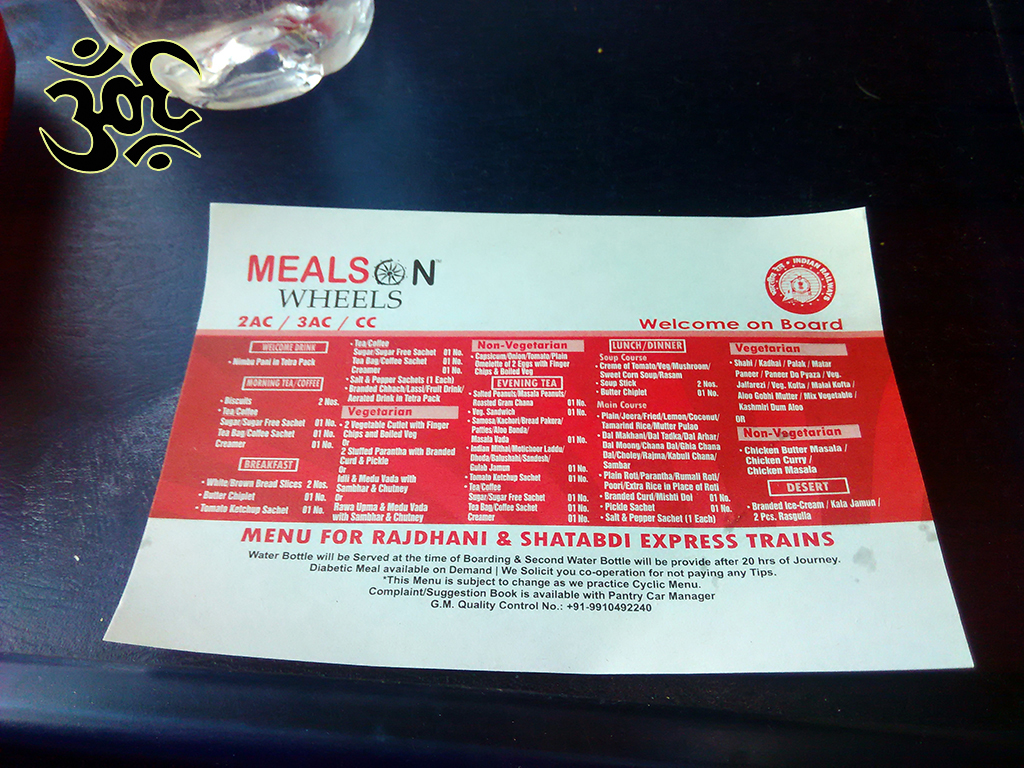 ॐ
MEALS ON
WHEELS
2AC / 3AC / CC
INDIAN RAILWAYS
भारतीय रेल
Welcome on Board
WELCOME DRINK
• Nimbu Pani in Tetra Pack
MORNING TEA/COFFEE
• Biscuits 2 Nos.
• Tea/Coffee
Sugar/Sugar Free Sachet 01 No.
Tea Bag/Coffee Sachet 01 No.
Creamer 01 No.
BREAKFAST
• White/Brown Bread Slices 2 Nos.
• Butter Chiplet 01 No.
• Tomato Ketchup Sachet 01 No.
• Tea/Coffee
Sugar/Sugar Free Sachet 01 No.
Tea Bag/Coffee Sachet 01 No.
Creamer 01 No.
• Salt & Pepper Sachets (1 Each)
• Branded Chhach/Lassi/Fruit Drink/
Aerated Drink in Tetra Pack
Vegetarian
• 2 Vegetable Cutlet with Finger
Chips and Boiled Veg
Or
2 Stuffed Parantha with Branded
Curd & Pickle
Or
Idli & Medu Vada with
Sambhar & Chutney
Or
Rawa Upma & Medu Vada
with Sambhar & Chutney
Non-Vegetarian
• Capsicum/Onion/Tomato/Plain
Omelette of 2 Eggs with Finger
Chips & Boiled Veg
EVENING TEA
• Salted Peanuts/Masala Peanuts/
Roasted Gram Chana 01 No.
• Veg. Sandwich 01 No.
• Samosa/Kachori/Bread Pakora/
Patties/Aloo Bonda/
Masala Vada 01 No.
• Indian Mithai/Motichoor Laddu/
Dhoda/Balushahi/Sandosh/
Gulab Jamun 01 No.
• Tomato Ketchup Sachet 01 No.
• Tea/Coffee
Sugar/Sugar Free Sachet 01 No.
Tea Bag/Coffee Sachet 01 No.
Creamer 01 No.
LUNCH/DINNER
Soup Course
• Creme of Tomato/Veg/Mushroom/
Sweet Corn Soup/Rasam
• Soup Stick 2 Nos.
• Butter Chiplet 01 No.
Main Course
• Plain/Jeera/Fried/Lemon/Coconut/
Tamarind Rice/Mutter Pulao
• Dal Makhani/Dal Tadka/Dal Arhar/
Dal Moong/Chana Dal/Ghia Chana
Dal/Choley/Rajma/Kabuli Chana/
Sambar
• Plain Roti/Parantha/Rumali Roti/
Poori/Extra Rice in Place of Roti
• Branded Curd/Mishti Doi 01 No.
• Pickle Sachet 01 No.
• Salt & Pepper Sachet (1 Each)
Vegetarian
• Shahi / Kadhai / Palak / Matar
Paneer / Paneer Do Pyaza / Veg.
Jalfarezi / Veg. Kofta / Malai Kofta /
Aloo Gobhi Mutter / Mix Vegetable /
Kashmiri Dum Aloo
OR
Non-Vegetarian
• Chicken Butter Masala /
Chicken Curry /
Chicken Masala
DESERT
• Branded Ice-Cream / Kala Jamun /
2 Pcs. Rasgulla
MENU FOR RAJDHANI & SHATABDI EXPRESS TRAINS
Water Bottle will be Served at the time of Boarding & Second Water Bottle will be provide after 20 hrs of Journey.
Diabetic Meal available on Demand | We Solicit you co-operation for not paying any Tips.
*This Menu is subject to change as we practice Cyclic Menu.
Complaint/Suggestion Book is available with Pantry Car Manager
G.M. Quality Control No.: +91-9910492240